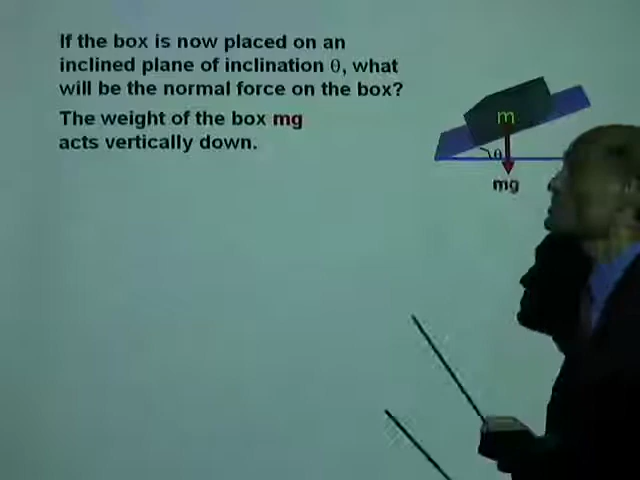 If the box is now placed on an
inclined plane of inclination θ, what
will be the normal force on the box?
The weight of the box mg
acts vertically down.
m
θ
mg